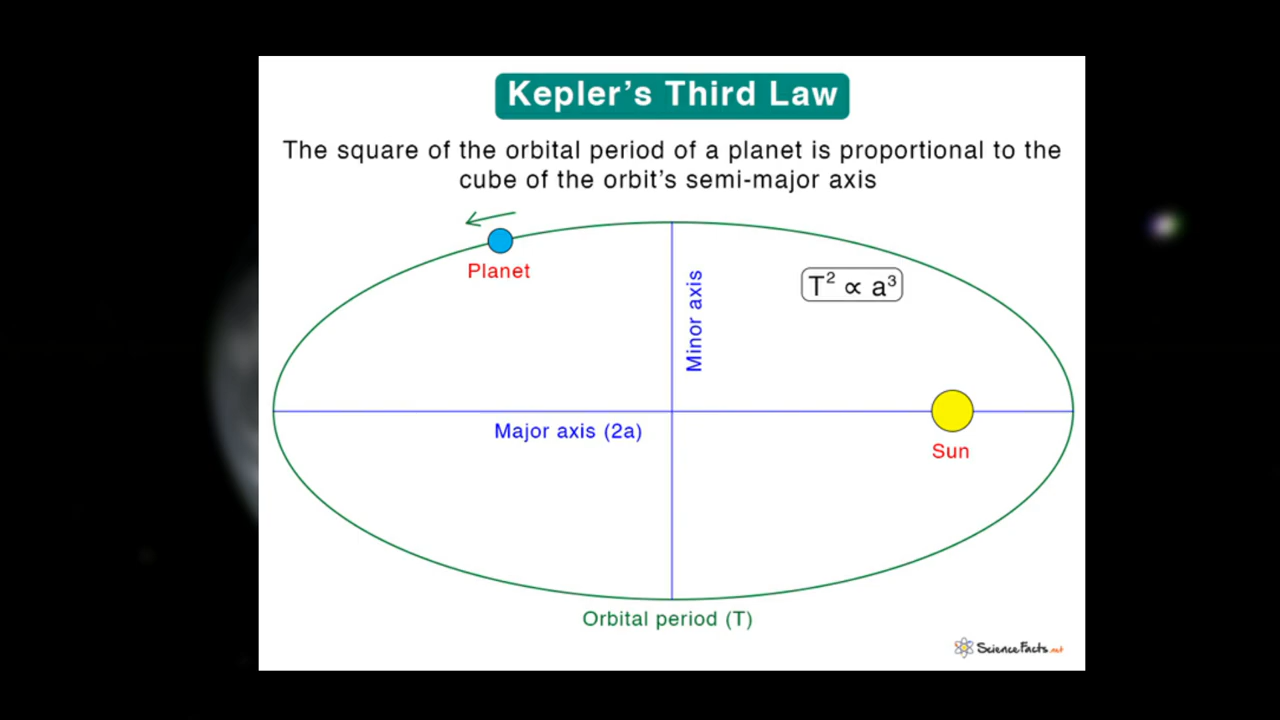 Kepler's Third Law
The square of the orbital period of a planet is proportional to the
cube of the orbit's semi-major axis
Planet
Minor axis
T² ∝ a³
Major axis (2a)
Sun
Orbital period (T)
ScienceFacts.net